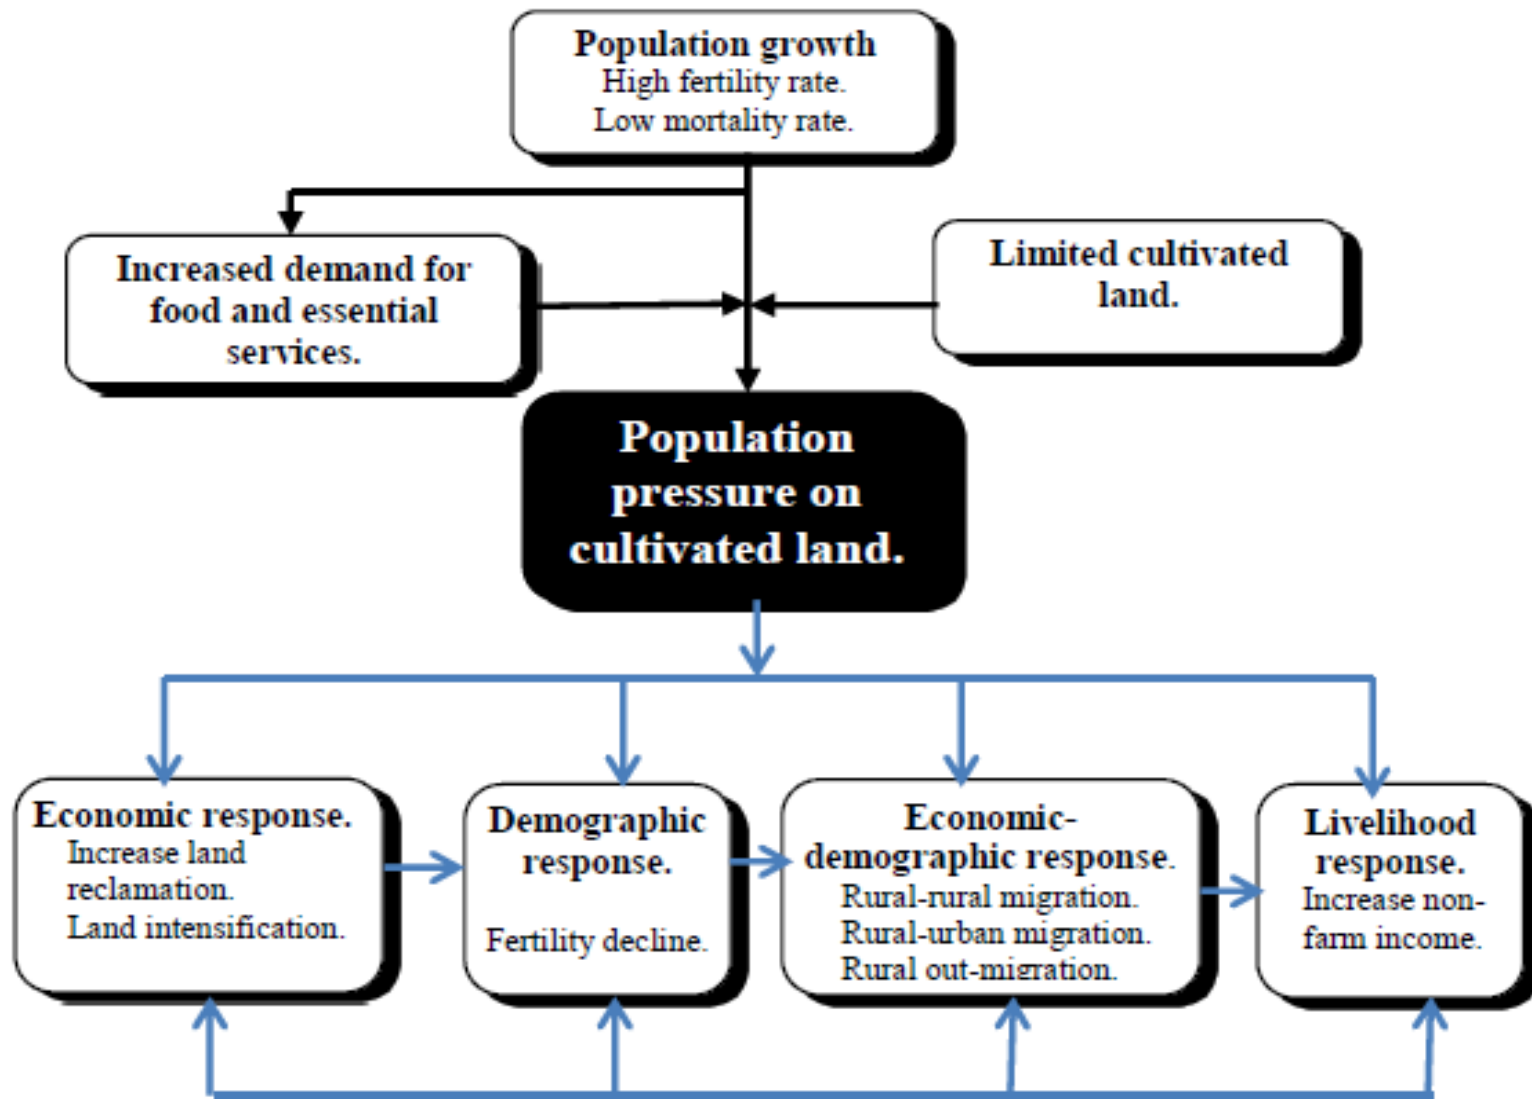 Population growth
High fertility rate.
Low mortality rate.
Increased demand for
food and essential
services.
Limited cultivated
land.
Population
pressure on
cultivated land.
Economic response.
Increase land
reclamation.
Land intensification.
Demographic
response.
Fertility decline.
Economic-
demographic response.
Rural-rural migration.
Rural-urban migration.
Rural out-migration.
Livelihood
response.
Increase non-
farm income.